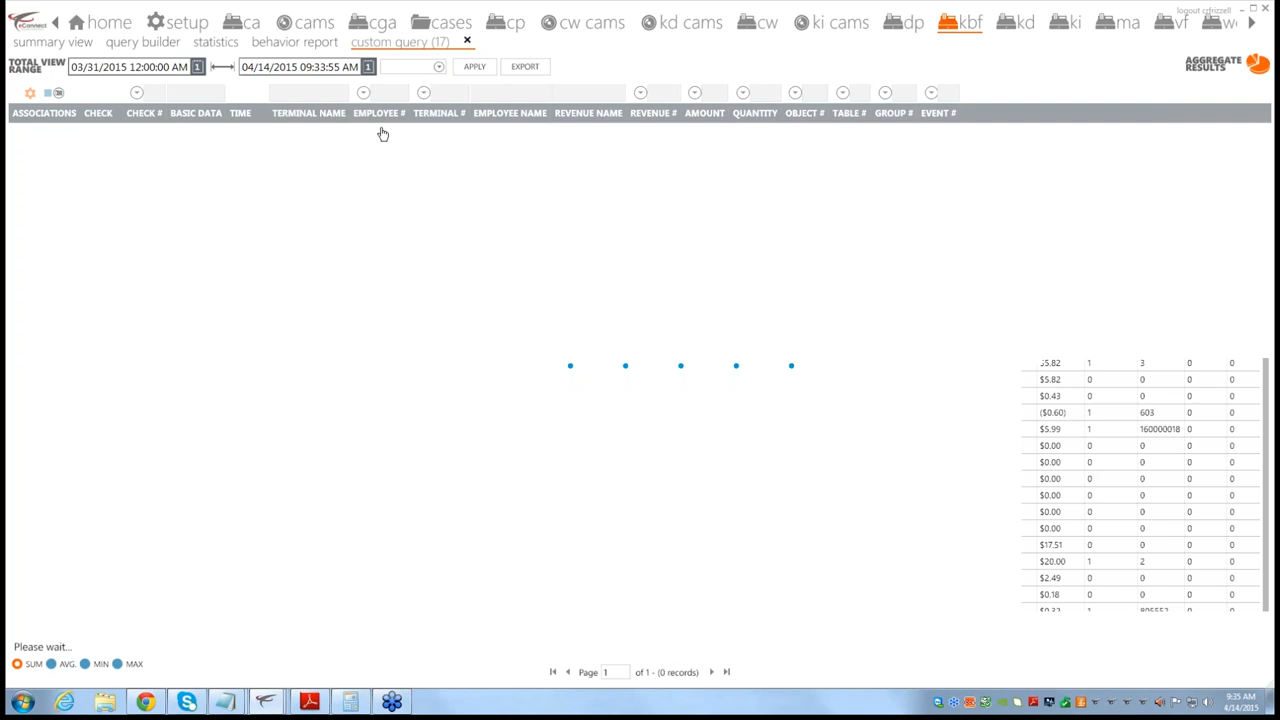 eConnect home setup ca cams cga cases cp cw cams kd cams cw ki cams dp kbf kd ki ma vf
logout crfrizzell
summary view query builder statistics behavior report custom query (17)
TOTAL VIEW RANGE 03/31/2015 12:00:00 AM 1 04/14/2015 09:33:55 AM 1 APPLY EXPORT AGGREGATE RESULTS
ASSOCIATIONS CHECK CHECK # BASIC DATA TIME TERMINAL NAME EMPLOYEE # TERMINAL # EMPLOYEE NAME REVENUE NAME REVENUE # AMOUNT QUANTITY OBJECT # TABLE # GROUP # EVENT #
$5.82 1 3 0 0
$5.82 0 0 0 0
$0.43 0 0 0 0
($0.60) 1 603 0 0
$5.99 1 160000018 0 0
$0.00 0 0 0 0
$0.00 0 0 0 0
$0.00 0 0 0 0
$0.00 0 0 0 0
$0.00 0 0 0 0
$0.00 0 0 0 0
$17.51 0 0 0 0
$20.00 1 2 0 0
$2.49 0 0 0 0
$0.18 0 0 0 0
1 0 0
Please wait...
SUM AVG. MIN MAX
Page 1 of 1 - (0 records)
9:35 AM
4/14/2015